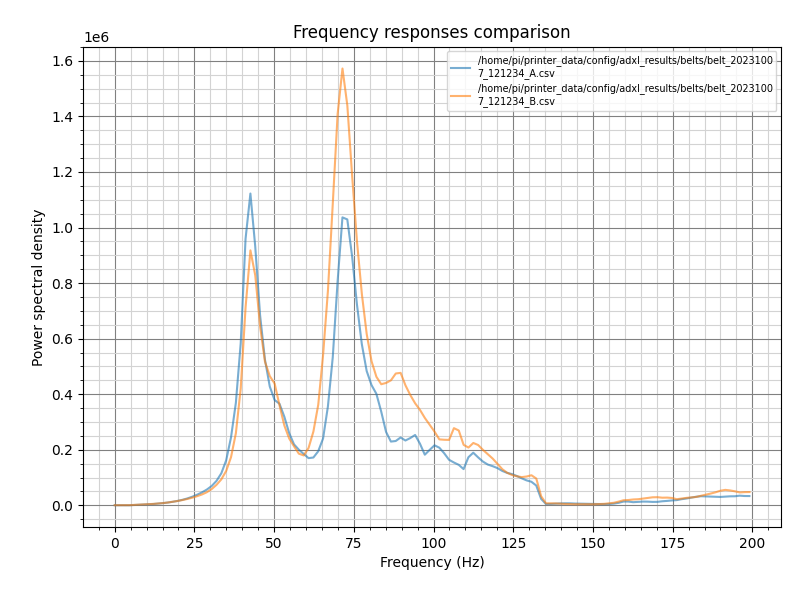 Frequency responses comparison
1e6
/home/pi/printer_data/config/adxl_results/belts/belt_2023100
7_121234_A.csv
/home/pi/printer_data/config/adxl_results/belts/belt_2023100
7_121234_B.csv
1.6
1.4
1.2
1.0
0.8
0.6
0.4
0.2
0.0
Power spectral density
0 25 50 75 100 125 150 175 200
Frequency (Hz)